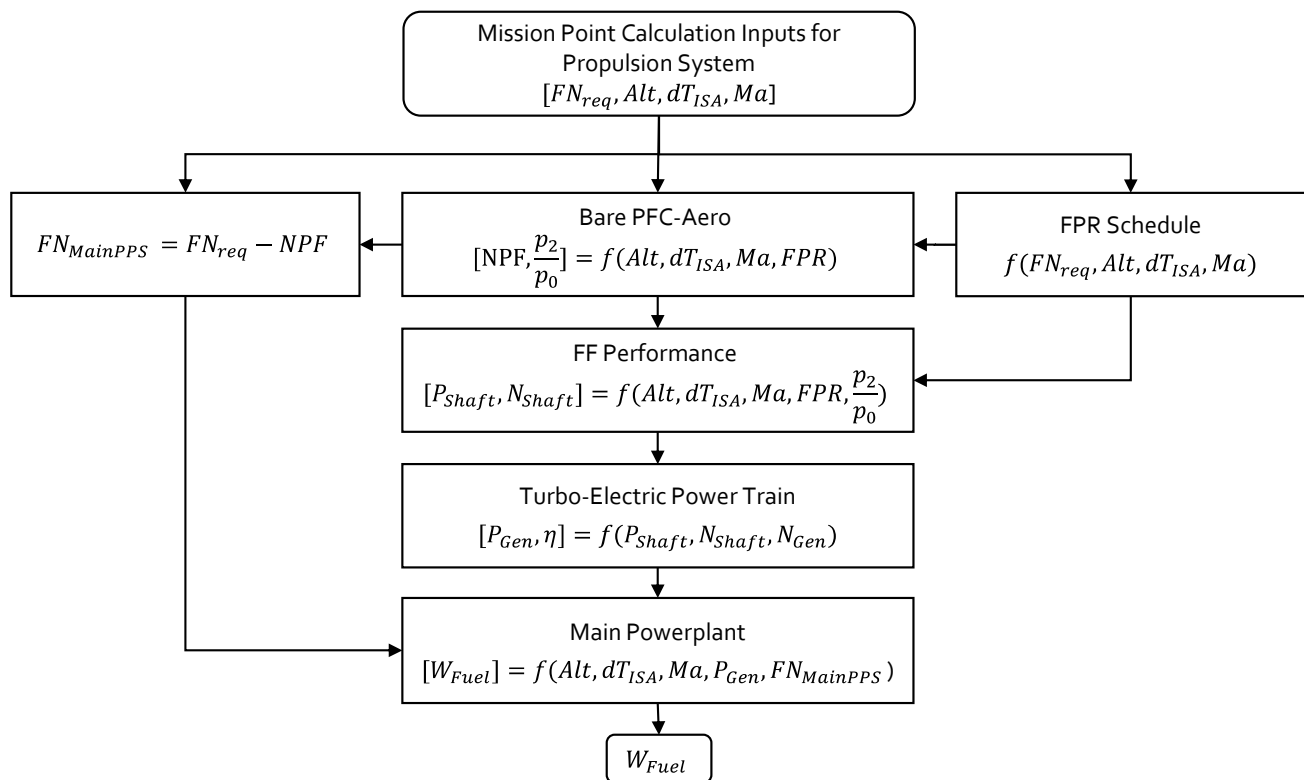 Mission Point Calculation Inputs for
Propulsion System
[FN_req, Alt, dT_ISA, Ma]
FN_MainPPS = FN_req − NPF
Bare PFC-Aero
[NPF, p_2/p_0] = f(Alt, dT_ISA, Ma, FPR)
FPR Schedule
f(FN_req, Alt, dT_ISA, Ma)
FF Performance
[P_Shaft, N_Shaft] = f(Alt, dT_ISA, Ma, FPR, p_2/p_0)
Turbo-Electric Power Train
[P_Gen, η] = f(P_Shaft, N_Shaft, N_Gen)
Main Powerplant
[W_Fuel] = f(Alt, dT_ISA, Ma, P_Gen, FN_MainPPS)
W_Fuel